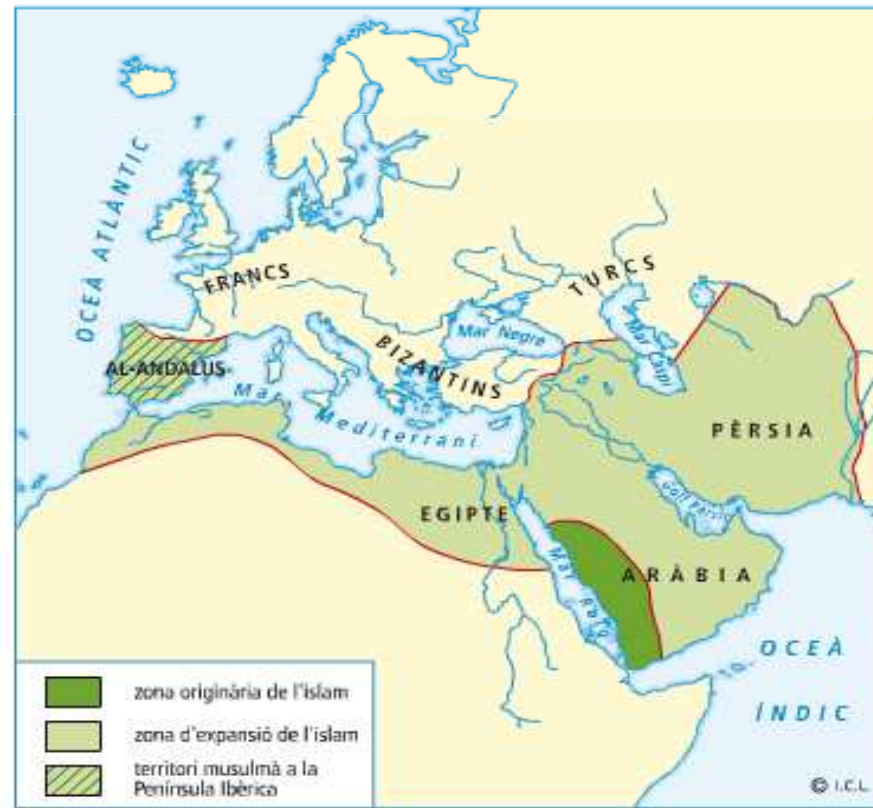 OCEÀ ATLÀNTIC
FRANCS
TURCS
Mar Negre
Mar Caspi
BIZANTINS
AL-ANDALUS
Mar
Mediterrani
PÈRSIA
EGIPTE
Golf Pèrsic
ARÀBIA
Mar Roig
OCEÀ
ÍNDIC
zona originària de l'islam
zona d'expansió de l'islam
territori musulmà a la
Península Ibèrica
© I.C.L.